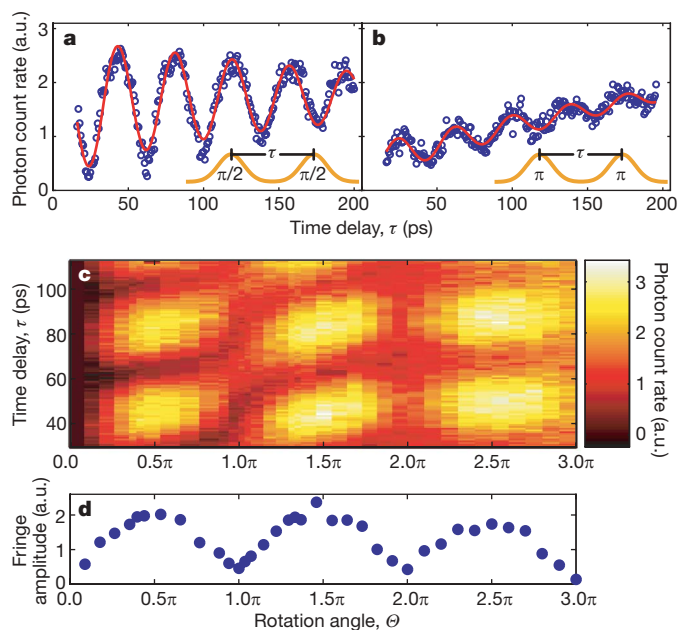 a
b
Photon count rate (a.u.)
3
2
1
0
τ
π/2
π/2
τ
π
π
0
50
100
150
200
0
50
100
150
200
Time delay, τ (ps)
c
Time delay, τ (ps)
100
80
60
40
0.0
0.5π
1.0π
1.5π
2.0π
2.5π
3.0π
3
2
1
0
Photon count rate (a.u.)
d
Fringe
amplitude (a.u.)
2
1
0
0.0
0.5π
1.0π
1.5π
2.0π
2.5π
3.0π
Rotation angle, Θ